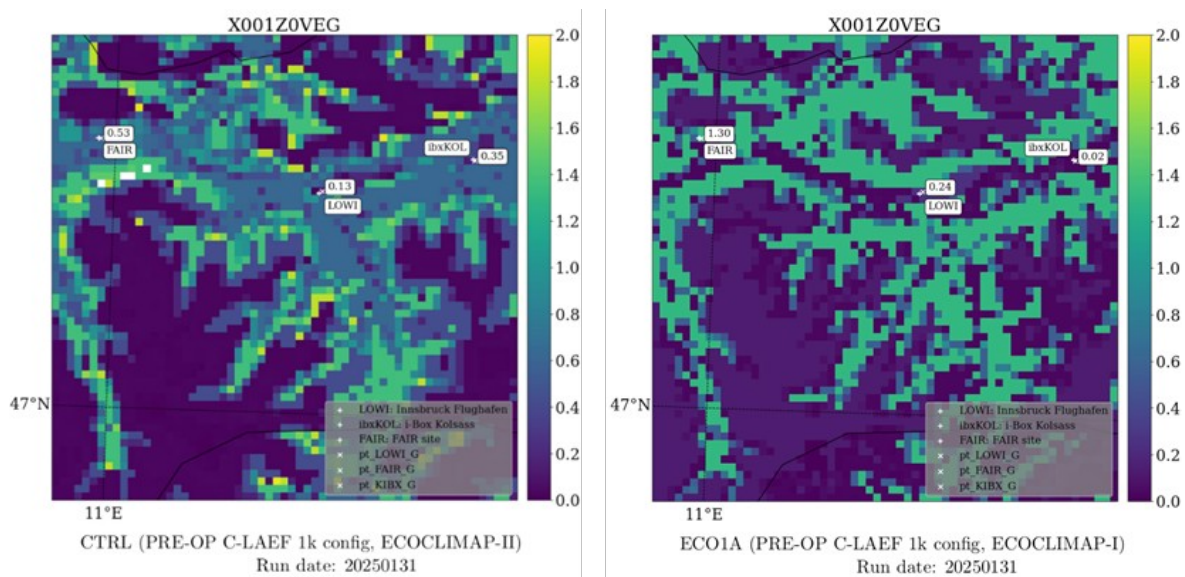 X001Z0VEG
2.0
1.8
1.6
1.4
1.2
1.0
0.8
0.6
0.4
0.2
0.0
0.53
FAIR
ibxKOL
0.35
0.13
LOWI
47°N
11°E
LOWI: Innsbruck Flughafen
ibxKOL: i-Box Kolsass
FAIR: FAIR site
pt_LOWI_G
pt_FAIR_G
pt_KIBX_G
CTRL (PRE-OP C-LAEF 1k config, ECOCLIMAP-II)
Run date: 20250131
X001Z0VEG
2.0
1.8
1.6
1.4
1.2
1.0
0.8
0.6
0.4
0.2
0.0
1.30
FAIR
ibxKOL
0.02
0.24
LOWI
47°N
11°E
LOWI: Innsbruck Flughafen
ibxKOL: i-Box Kolsass
FAIR: FAIR site
pt_LOWI_G
pt_FAIR_G
pt_KIBX_G
ECO1A (PRE-OP C-LAEF 1k config, ECOCLIMAP-I)
Run date: 20250131